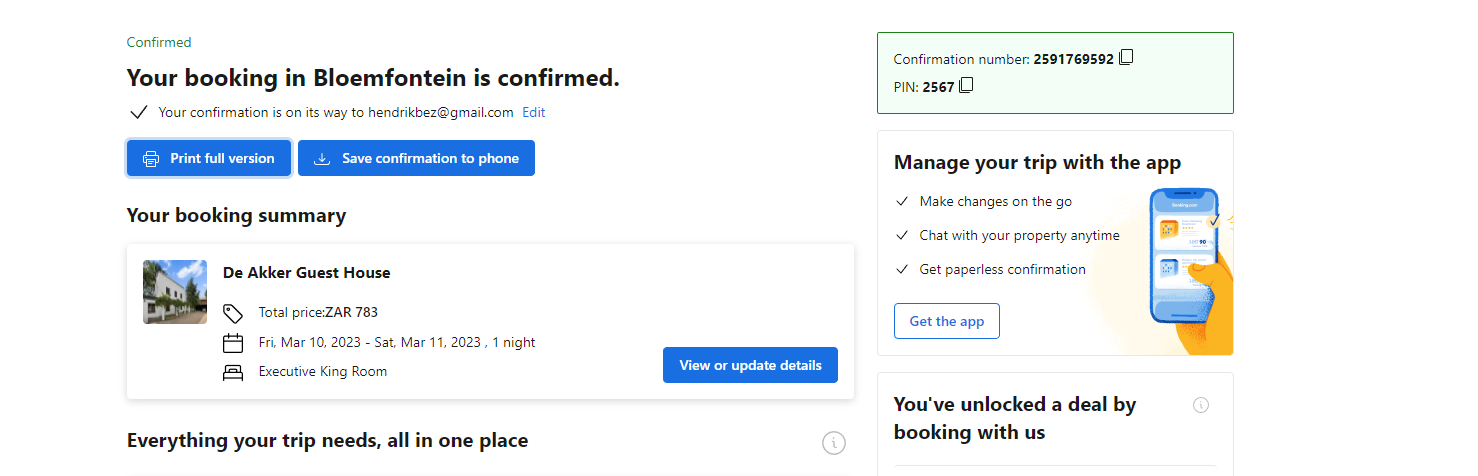 Confirmed
Your booking in Bloemfontein is confirmed.
Your confirmation is on its way to hendrikbez@gmail.com Edit
Print full version
Save confirmation to phone
Your booking summary
De Akker Guest House
Total price:ZAR 783
Fri, Mar 10, 2023 - Sat, Mar 11, 2023 , 1 night
Executive King Room
View or update details
Everything your trip needs, all in one place
Confirmation number: 2591769592
PIN: 2567
Manage your trip with the app
Make changes on the go
Chat with your property anytime
Get paperless confirmation
Get the app
Booking.com
You've unlocked a deal by
booking with us